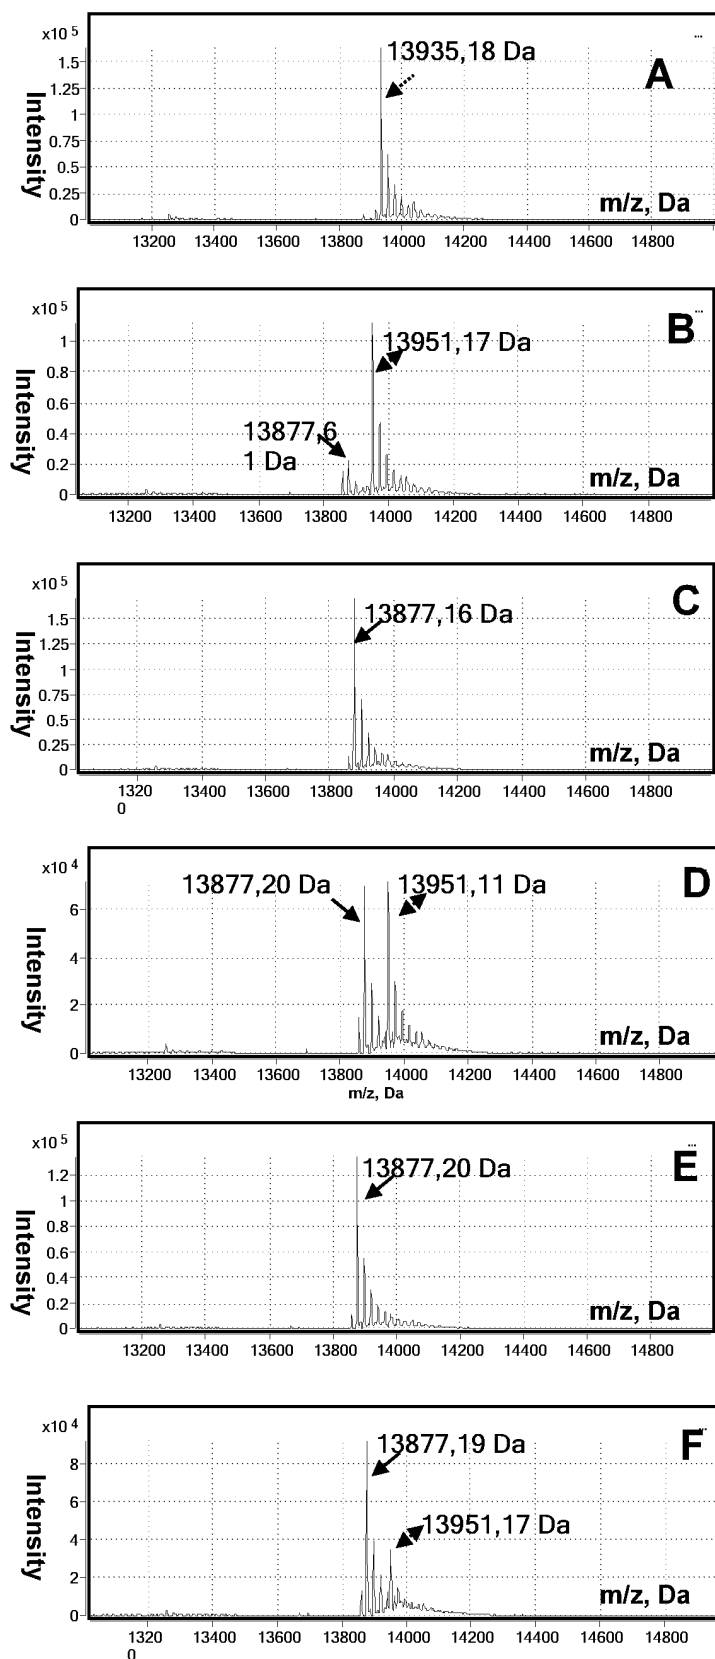 x10 5
13935,18 Da
...
A
1.5
1.25
1
0.75
0.5
0.25
0
Intensity
m/z, Da
13200 13400 13600 13800 14000 14200 14400 14600 14800
x10 5
B
...
13951,17 Da
1
0.8
0.6
0.4
0.2
0
Intensity
13877,6
1 Da
m/z, Da
13200 13400 13600 13800 14000 14200 14400 14600 14800
x10 5
C
13877,16 Da
1.5
1.25
1
0.75
0.5
0.25
0
Intensity
m/z, Da
1320 13400 13600 13800 14000 14200 14400 14600 14800
0
x10 4
13877,20 Da
13951,11 Da
D
6
4
2
0
Intensity
13200 13400 13600 13800 14000 14200 14400 14600 14800
m/z, Da
x10 5
...
E
13877,20 Da
1.2
1
0.8
0.6
0.4
0.2
0
Intensity
m/z, Da
13200 13400 13600 13800 14000 14200 14400 14600 14800
x10 4
...
F
13877,19 Da
13951,17 Da
8
6
4
2
0
Intensity
m/z, Da
1320 13400 13600 13800 14000 14200 14400 14600 14800
0